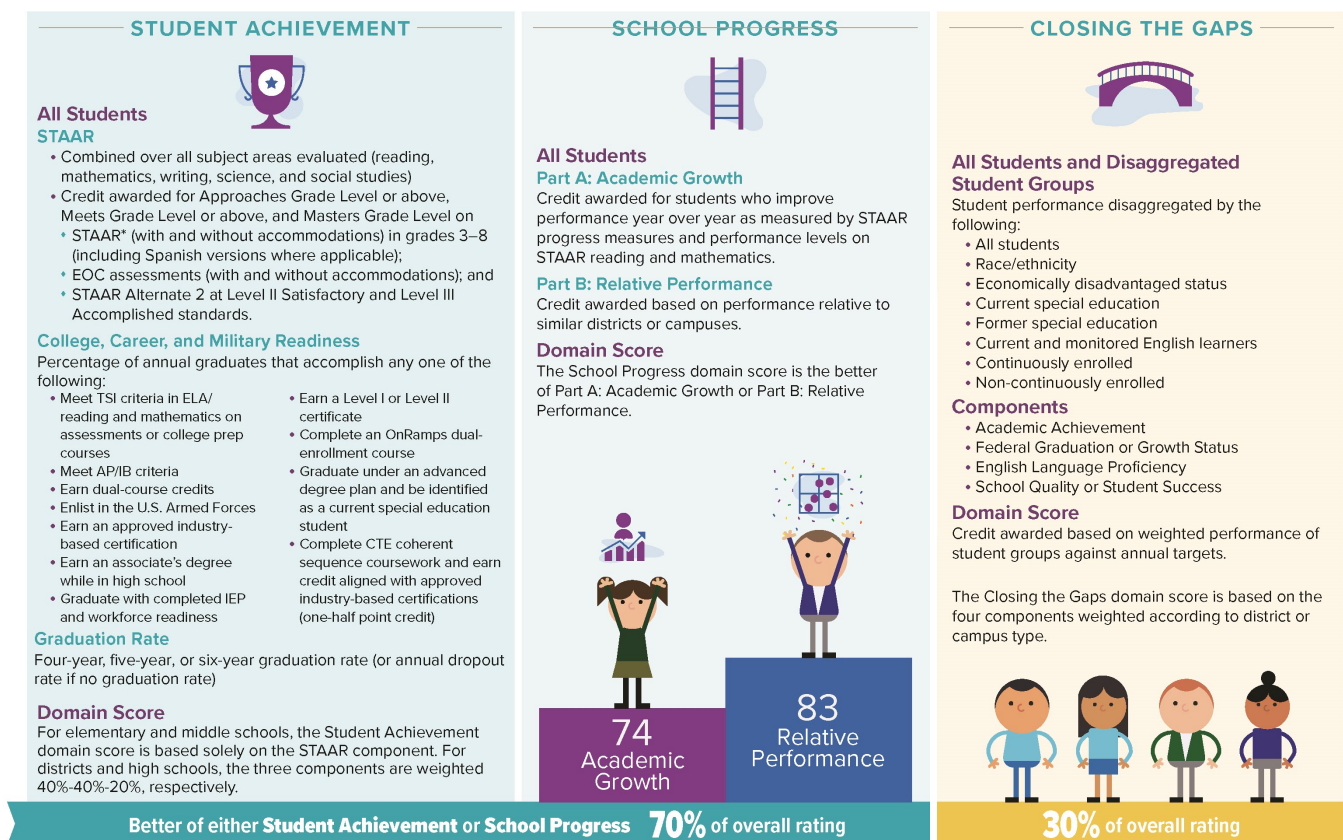 STUDENT ACHIEVEMENT
All Students
STAAR
• Combined over all subject areas evaluated (reading,
mathematics, writing, science, and social studies)
• Credit awarded for Approaches Grade Level or above,
Meets Grade Level or above, and Masters Grade Level on
♦ STAAR* (with and without accommodations) in grades 3–8
(including Spanish versions where applicable);
♦ EOC assessments (with and without accommodations); and
♦ STAAR Alternate 2 at Level II Satisfactory and Level III
Accomplished standards.
College, Career, and Military Readiness
Percentage of annual graduates that accomplish any one of the
following:
• Meet TSI criteria in ELA/
reading and mathematics on
assessments or college prep
courses
• Meet AP/IB criteria
• Earn dual-course credits
• Enlist in the U.S. Armed Forces
• Earn an approved industry-
based certification
• Earn an associate's degree
while in high school
• Graduate with completed IEP
and workforce readiness
• Earn a Level I or Level II
certificate
• Complete an OnRamps dual-
enrollment course
• Graduate under an advanced
degree plan and be identified
as a current special education
student
• Complete CTE coherent
sequence coursework and earn
credit aligned with approved
industry-based certifications
(one-half point credit)
Graduation Rate
Four-year, five-year, or six-year graduation rate (or annual dropout
rate if no graduation rate)
Domain Score
For elementary and middle schools, the Student Achievement
domain score is based solely on the STAAR component. For
districts and high schools, the three components are weighted
40%-40%-20%, respectively.
SCHOOL PROGRESS
All Students
Part A: Academic Growth
Credit awarded for students who improve
performance year over year as measured by STAAR
progress measures and performance levels on
STAAR reading and mathematics.
Part B: Relative Performance
Credit awarded based on performance relative to
similar districts or campuses.
Domain Score
The School Progress domain score is the better
of Part A: Academic Growth or Part B: Relative
Performance.
74
Academic
Growth
83
Relative
Performance
CLOSING THE GAPS
All Students and Disaggregated
Student Groups
Student performance disaggregated by the
following:
• All students
• Race/ethnicity
• Economically disadvantaged status
• Current special education
• Former special education
• Current and monitored English learners
• Continuously enrolled
• Non-continuously enrolled
Components
• Academic Achievement
• Federal Graduation or Growth Status
• English Language Proficiency
• School Quality or Student Success
Domain Score
Credit awarded based on weighted performance of
student groups against annual targets.
The Closing the Gaps domain score is based on the
four components weighted according to district or
campus type.
Better of either Student Achievement or School Progress 70% of overall rating
30% of overall rating